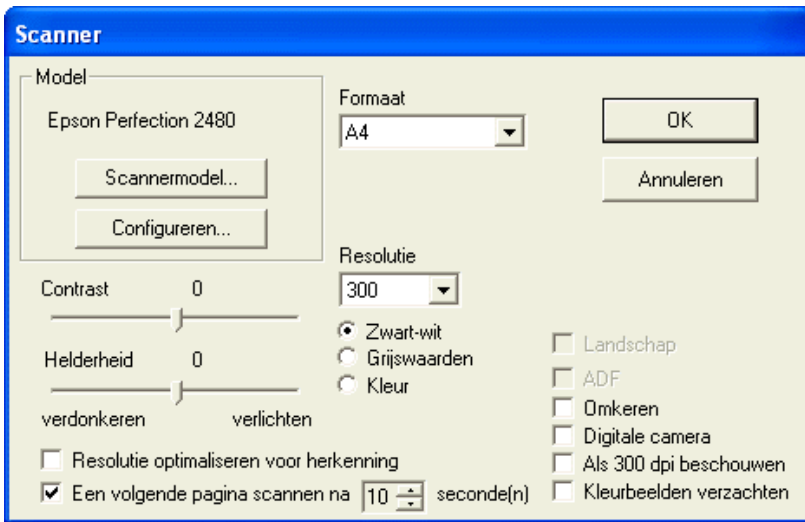 Scanner
Model
Epson Perfection 2480
Scannermodel...
Configureren...
Formaat
A4
OK
Annuleren
Resolutie
300
Zwart-wit
Grijswaarden
Kleur
Contrast 0
Helderheid 0
verdonkeren verlichten
Landschap
ADF
Omkeren
Digitale camera
Als 300 dpi beschouwen
Kleurbeelden verzachten
Resolutie optimaliseren voor herkenning
Een volgende pagina scannen na 10 seconde(n)